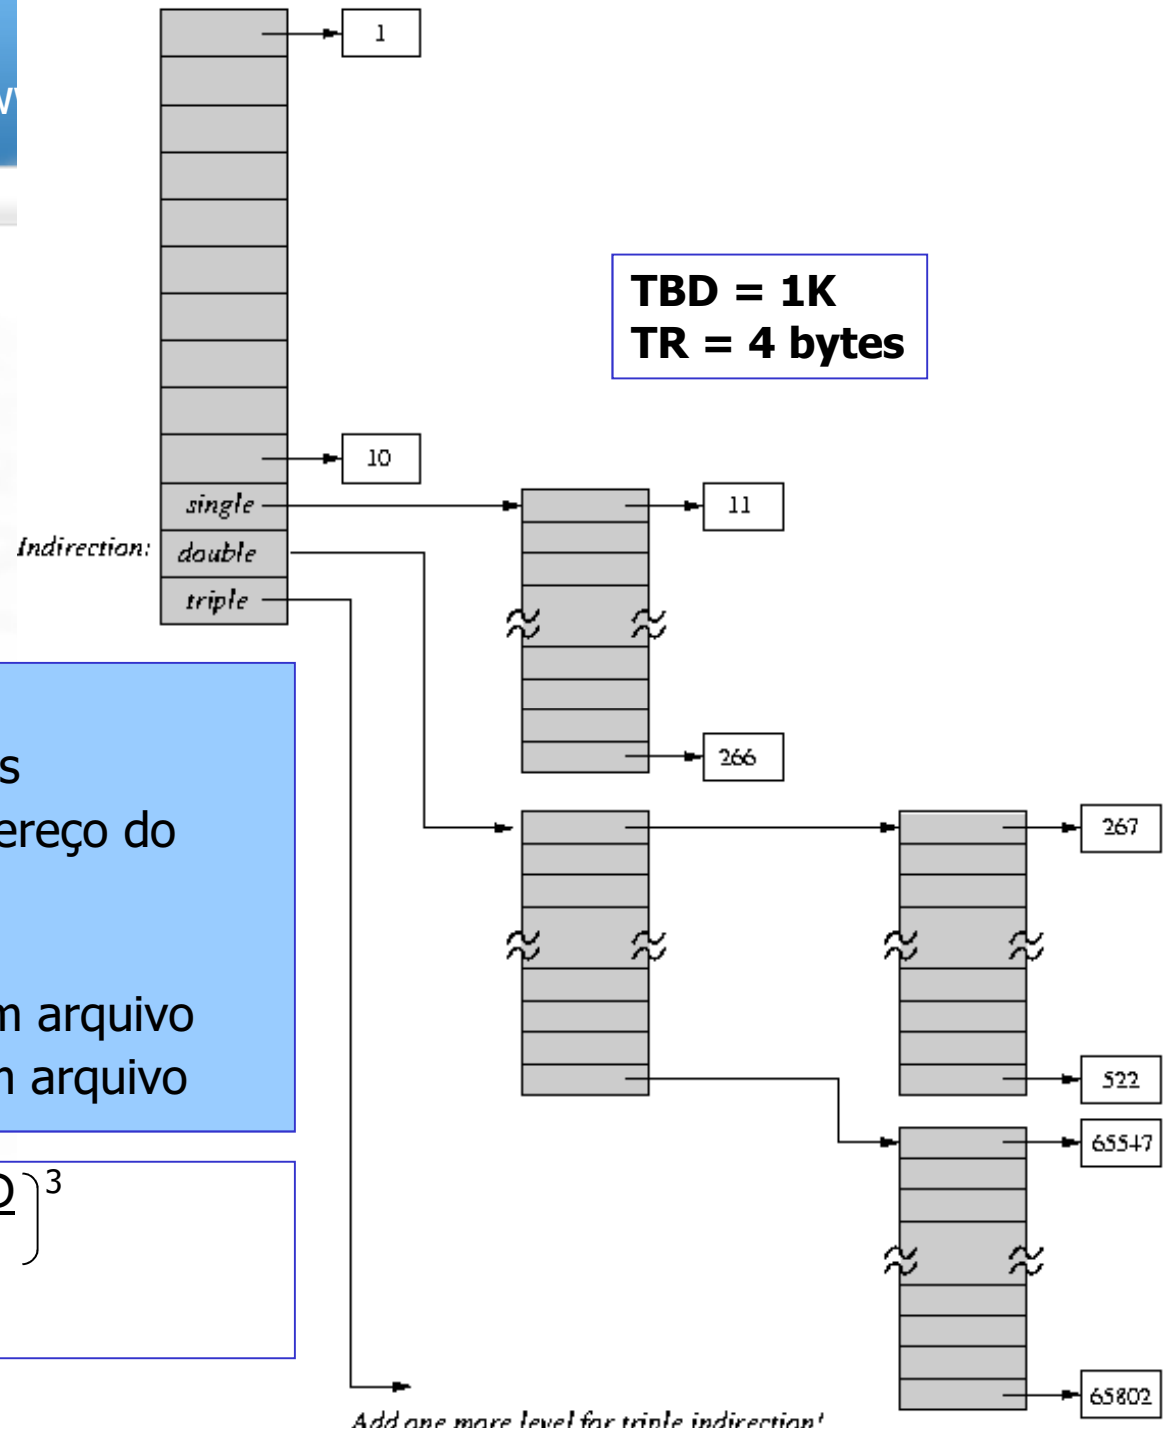 1
TBD = 1K
TR = 4 bytes
10
single
11
Indirection:
double
triple
266
s
ereço do
267
m arquivo
m arquivo
522
65547
3
65802
Add one more level for triple indirection!